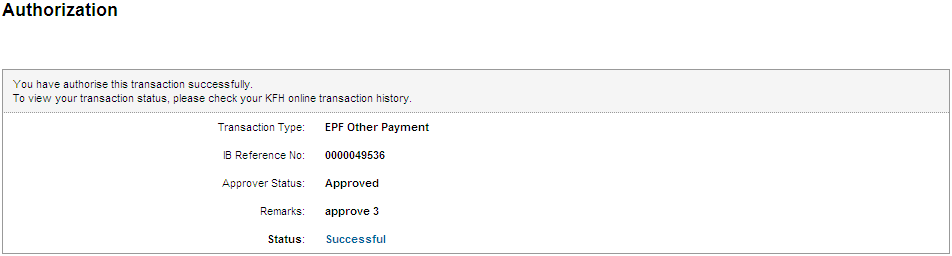 Authorization
You have authorise this transaction successfully.
To view your transaction status, please check your KFH online transaction history.
Transaction Type: EPF Other Payment
IB Reference No: 0000049536
Approver Status: Approved
Remarks: approve 3
Status: Successful